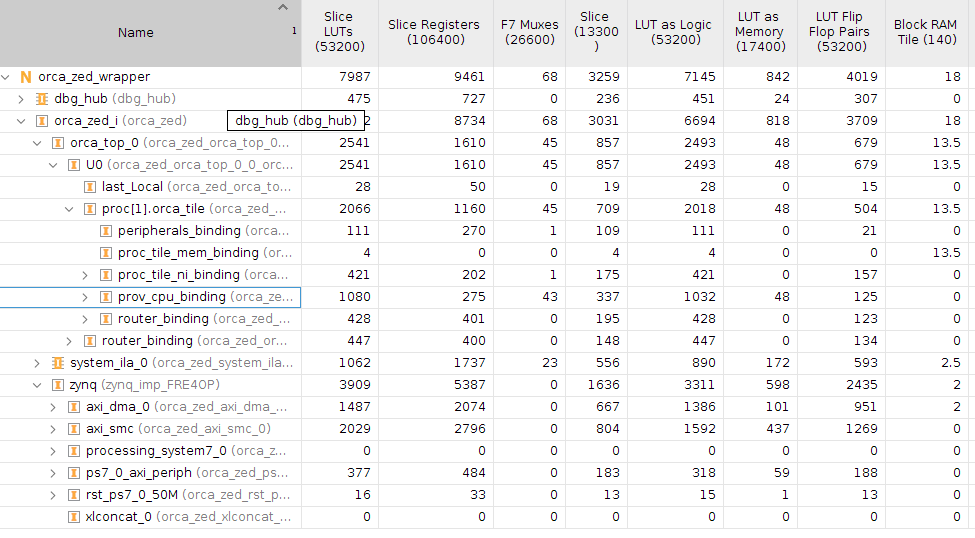 Name 1 Slice LUTs (53200) Slice Registers (106400) F7 Muxes (26600) Slice (13300 ) LUT as Logic (53200) LUT as Memory (17400) LUT Flip Flop Pairs (53200) Block RAM Tile (140)
N orca_zed_wrapper 7987 9461 68 3259 7145 842 4019 18
dbg_hub (dbg_hub) 475 727 0 236 451 24 307 0
orca_zed_i (orca_zed) dbg_hub (dbg_hub) 2 8734 68 3031 6694 818 3709 18
orca_top_0 (orca_zed_orca_top_0... 2541 1610 45 857 2493 48 679 13.5
U0 (orca_zed_orca_top_0_0_orc... 2541 1610 45 857 2493 48 679 13.5
last_Local (orca_zed_orca_to... 28 50 0 19 28 0 15 0
proc[1].orca_tile (orca_zed_... 2066 1160 45 709 2018 48 504 13.5
peripherals_binding (orca... 111 270 1 109 111 0 21 0
proc_tile_mem_binding (or... 4 0 0 4 4 0 0 13.5
proc_tile_ni_binding (orca... 421 202 1 175 421 0 157 0
prov_cpu_binding (orca_ze... 1080 275 43 337 1032 48 125 0
router_binding (orca_zed_... 428 401 0 195 428 0 123 0
router_binding (orca_zed_or... 447 400 0 148 447 0 134 0
system_ila_0 (orca_zed_system_ila... 1062 1737 23 556 890 172 593 2.5
zynq (zynq_imp_FRE4OP) 3909 5387 0 1636 3311 598 2435 2
axi_dma_0 (orca_zed_axi_dma_... 1487 2074 0 667 1386 101 951 2
axi_smc (orca_zed_axi_smc_0) 2029 2796 0 804 1592 437 1269 0
processing_system7_0 (orca_z... 0 0 0 0 0 0 0 0
ps7_0_axi_periph (orca_zed_ps... 377 484 0 183 318 59 188 0
rst_ps7_0_50M (orca_zed_rst_p... 16 33 0 13 15 1 13 0
xlconcat_0 (orca_zed_xlconcat_... 0 0 0 0 0 0 0 0